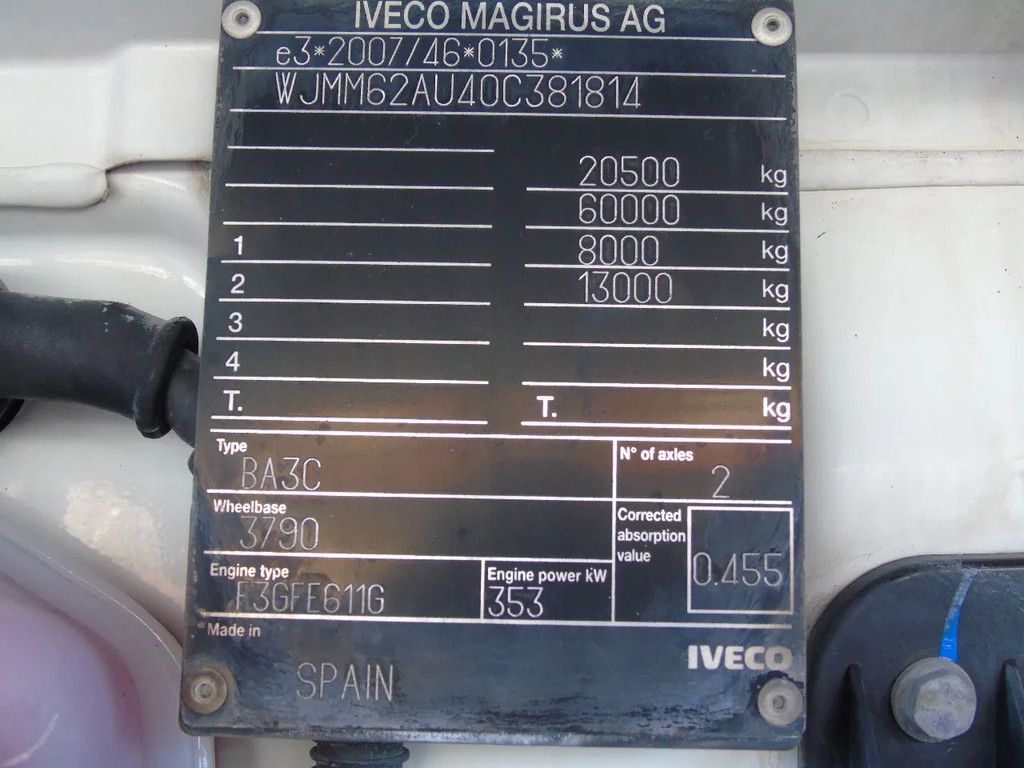 IVECO MAGIRUS AG
e3*2007/46*0135*
WJMM62AU40C381814
20500 kg
60000 kg
1 8000 kg
2 13000 kg
3 kg
4 kg
T. T. kg
Type
BA3C
N° of axles
2
Wheelbase
3790
Corrected absorption value
0.455
Engine type
F3GFE611G
Engine power kW
353
Made in
SPAIN
IVECO